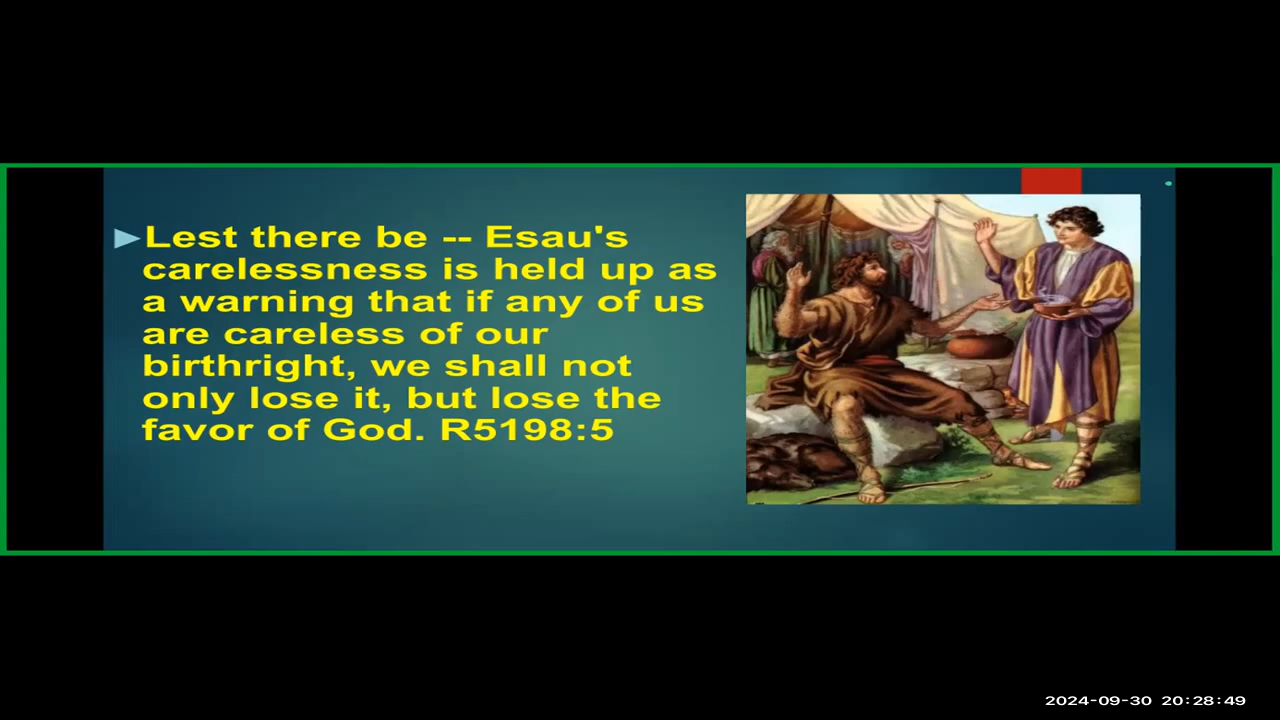 Lest there be -- Esau's
carelessness is held up as
a warning that if any of us
are careless of our
birthright, we shall not
only lose it, but lose the
favor of God. R5198:5
2024-09-30 20:28:49